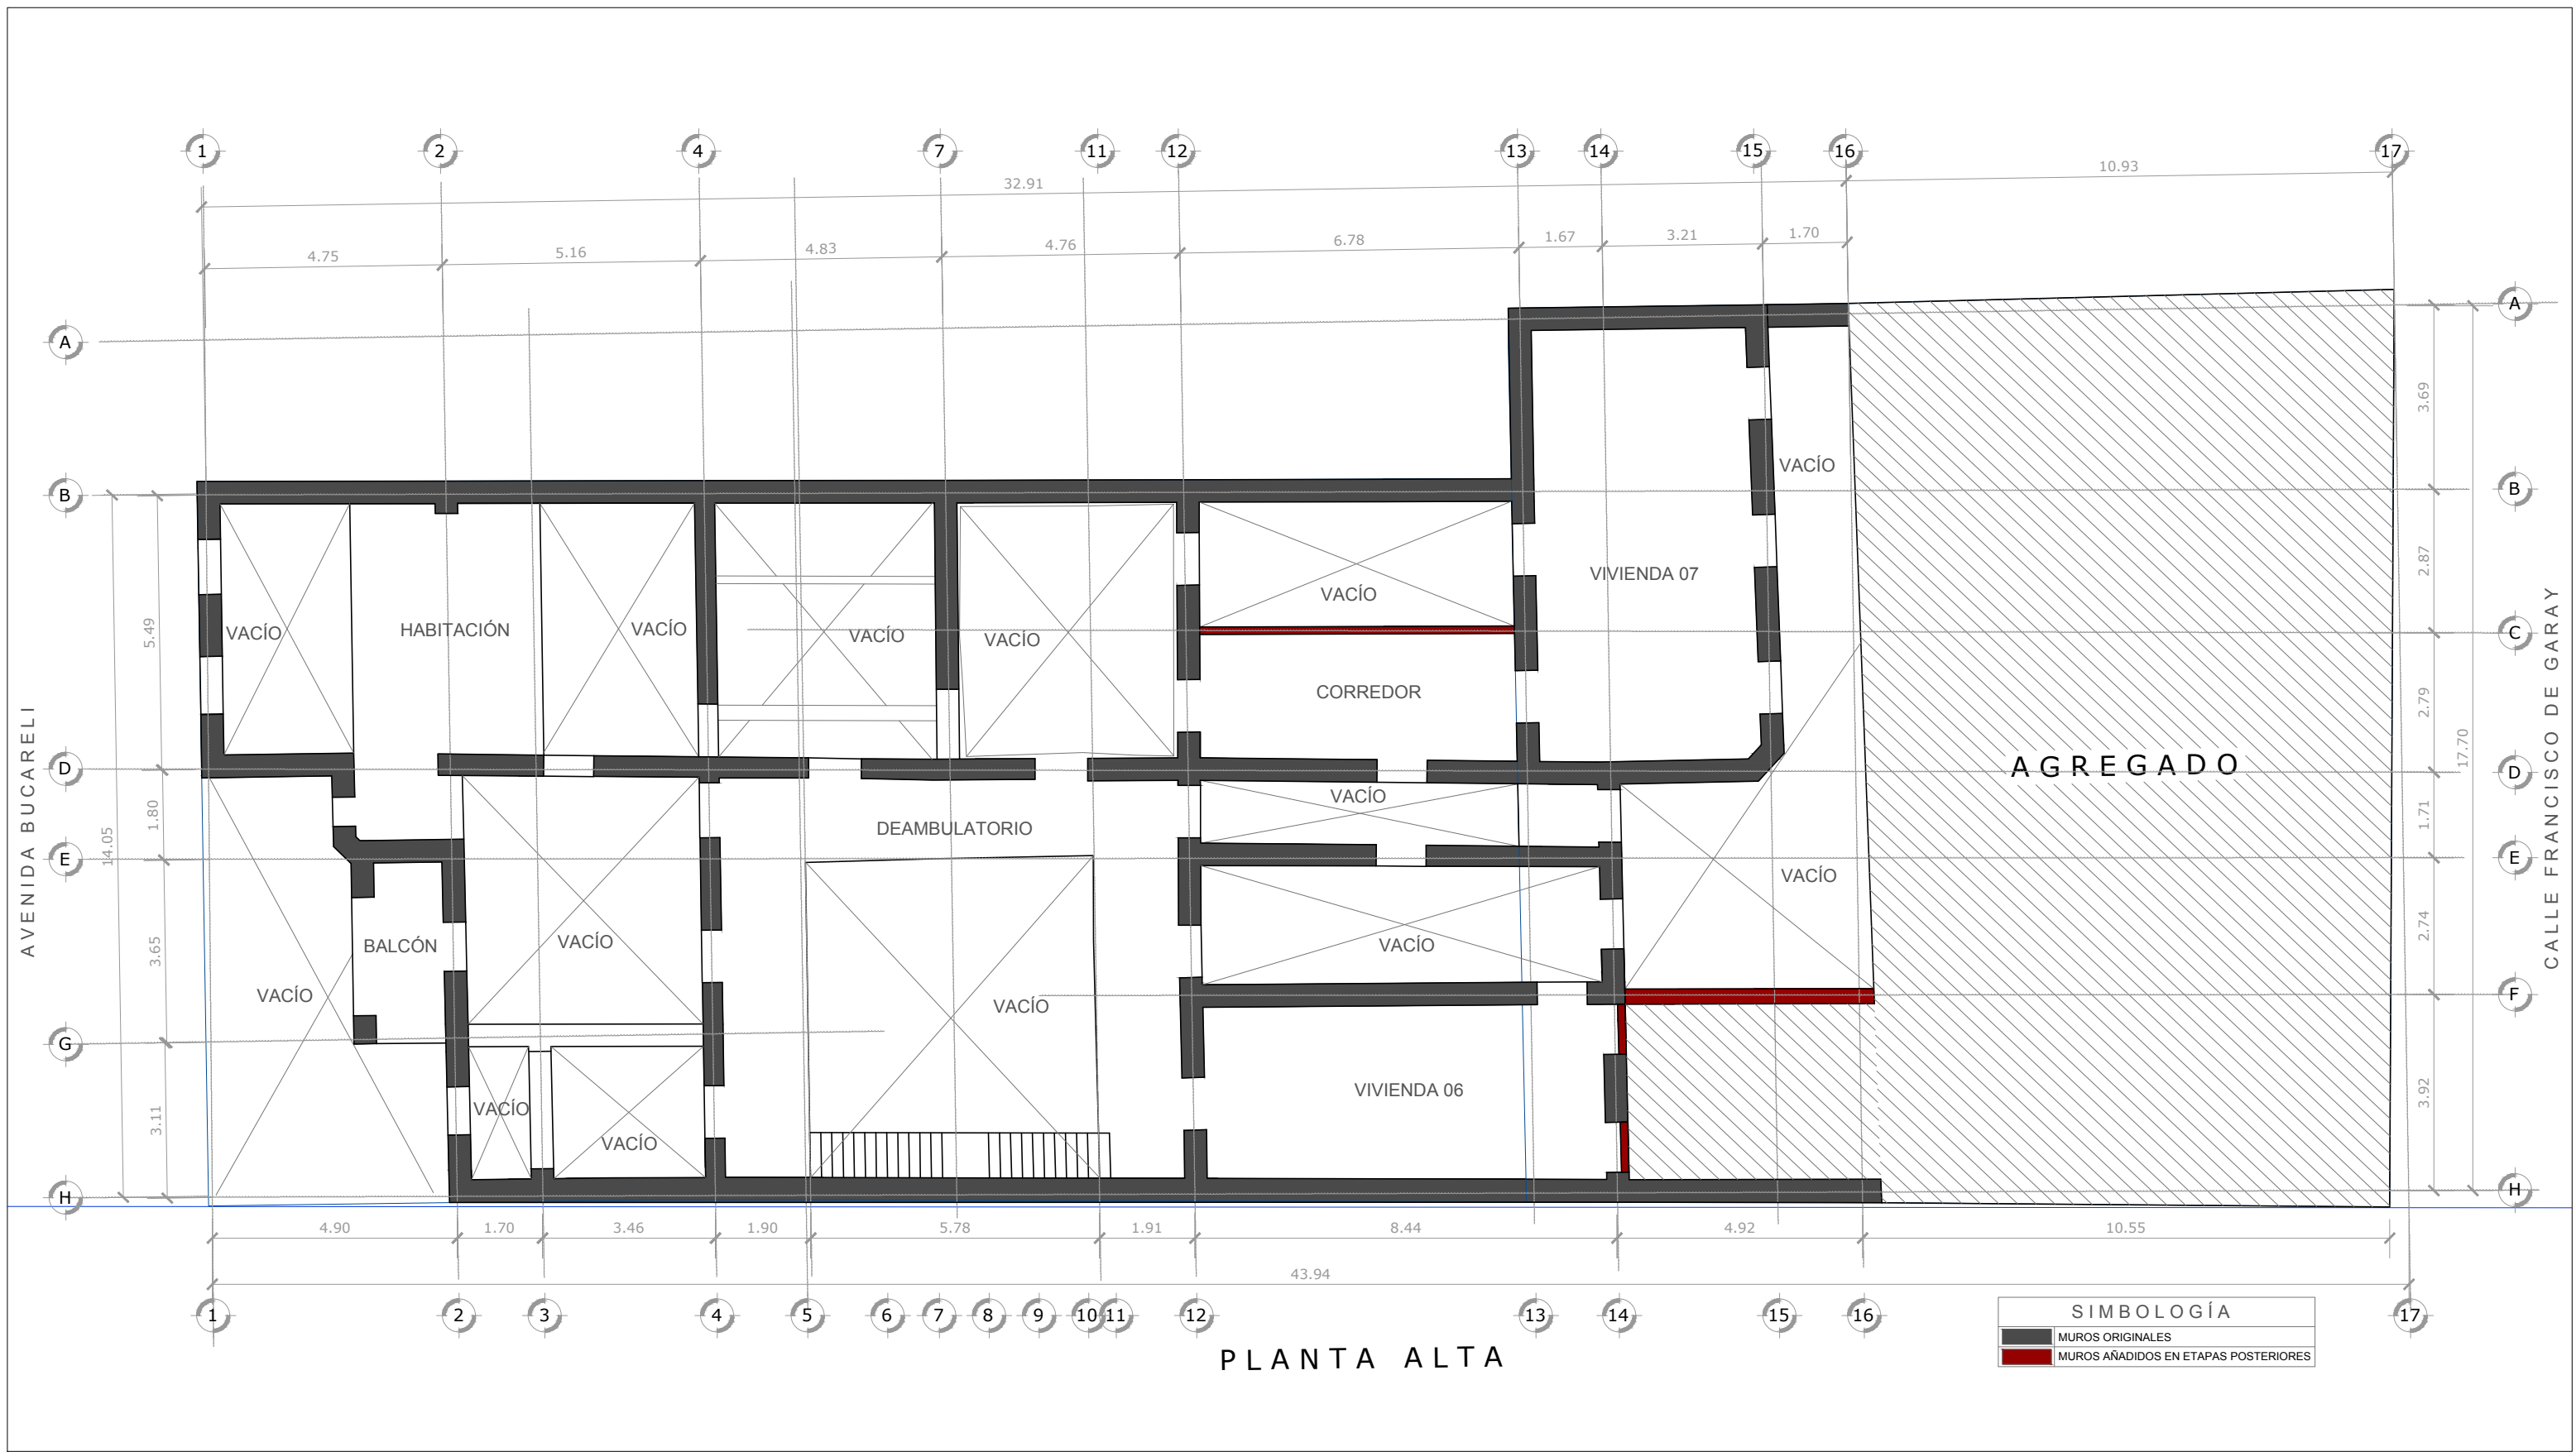 1 2 4 7 11 12 13 14 15 16 17
32.91 10.93
4.75 5.16 4.83 4.76 6.78 1.67 3.21 1.70
A A
B B
C
D D
E E
F
G
H H
5.49
1.80
3.65
3.11
14.05
3.69
2.87
2.79
1.71
2.74
3.92
17.70
AVENIDA BUCARELI
CALLE FRANCISCO DE GARAY
VACÍO
HABITACIÓN
VACÍO
VACÍO
VACÍO
VACÍO
CORREDOR
VIVIENDA 07
VACÍO
AGREGADO
VACÍO
DEAMBULATORIO
VACÍO
BALCÓN
VACÍO
VACÍO
VACÍO
VACÍO
VACÍO
VACÍO
VACÍO
VIVIENDA 06
4.90 1.70 3.46 1.90 5.78 1.91 8.44 4.92 10.55
43.94
1 2 3 4 5 6 7 8 9 10 11 12 13 14 15 16 17
PLANTA ALTA
SIMBOLOGÍA
MUROS ORIGINALES
MUROS AÑADIDOS EN ETAPAS POSTERIORES